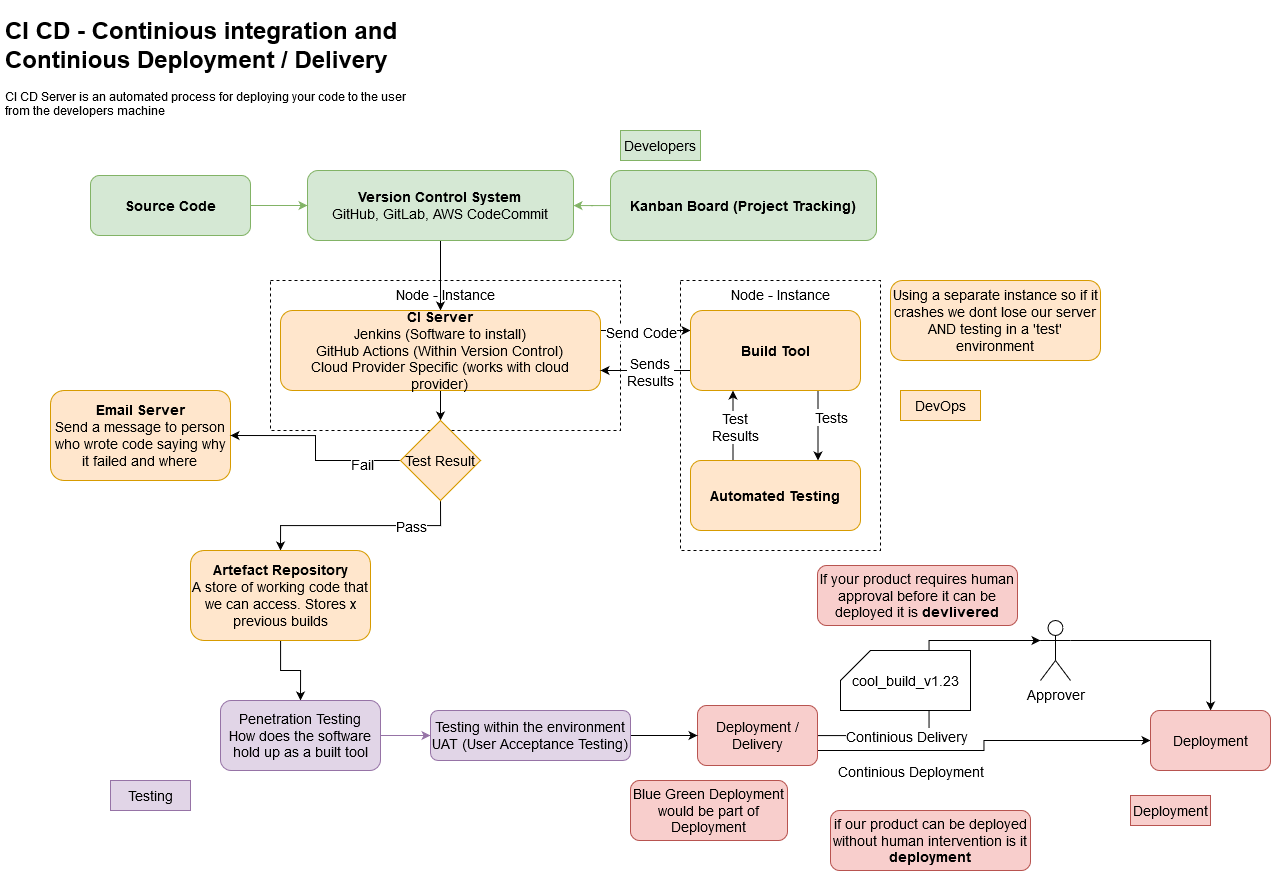 CI CD - Continious integration and
Continious Deployment / Delivery
CI CD Server is an automated process for deploying your code to the user
from the developers machine
Developers
Source Code
Version Control System
GitHub, GitLab, AWS CodeCommit
Kanban Board (Project Tracking)
Node - Instance
CI Server
Jenkins (Software to install)
GitHub Actions (Within Version Control)
Cloud Provider Specific (works with cloud
provider)
Send Code
Sends
Results
Node - Instance
Build Tool
Test
Results
Tests
Automated Testing
Using a separate instance so if it
crashes we dont lose our server
AND testing in a 'test'
environment
DevOps
Email Server
Send a message to person
who wrote code saying why
it failed and where
Fail
Test Result
Pass
Artefact Repository
A store of working code that
we can access. Stores x
previous builds
If your product requires human
approval before it can be
deployed it is devlivered
cool_build_v1.23
Approver
Penetration Testing
How does the software
hold up as a built tool
Testing within the environment
UAT (User Acceptance Testing)
Deployment /
Delivery
Continious Delivery
Continious Deployment
Deployment
Testing
Blue Green Deployment
would be part of
Deployment
if our product can be deployed
without human intervention is it
deployment
Deployment